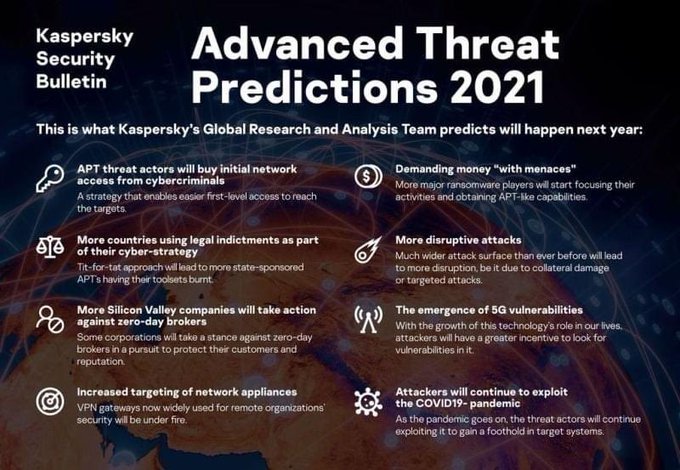 Kaspersky
Security
Bulletin
Advanced Threat
Predictions 2021
This is what Kaspersky's Global Research and Analysis Team predicts will happen next year:
APT threat actors will buy initial network
access from cybercriminals
A strategy that enables easier first-level access to reach
the targets.
More countries using legal indictments as part
of their cyber-strategy
Tit-for-tat approach will lead to more state-sponsored
APT's having their toolsets burnt.
More Silicon Valley companies will take action
against zero-day brokers
Some corporations will take a stance against zero-day
brokers in a pursuit to protect their customers and
reputation.
Increased targeting of network appliances
VPN gateways now widely used for remote organizations'
security will be under fire.
$
Demanding money "with menaces"
More major ransomware players will start focusing their
activities and obtaining APT-like capabilities.
More disruptive attacks
Much wider attack surface than ever before will lead
to more disruption, be it due to collateral damage
or targeted attacks.
The emergence of 5G vulnerabilities
With the growth of this technology's role in our lives,
attackers will have a greater incentive to look for
vulnerabilities in it.
Attackers will continue to exploit
the COVID19- pandemic
As the pandemic goes on, the threat actors will continue
exploiting it to gain a foothold in target systems.